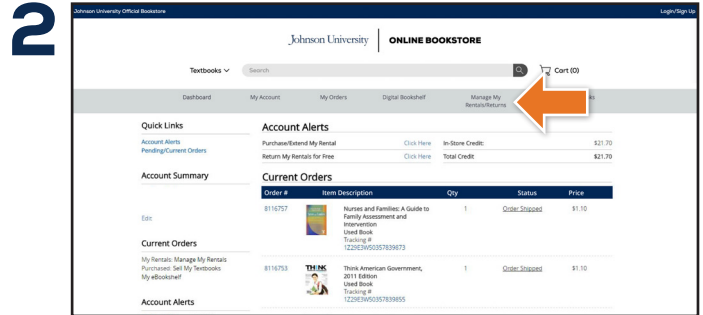 2
Johnson University Official Bookstore
Login/Sign Up
Johnson University
ONLINE BOOKSTORE
Textbooks
Search
Cart (0)
Dashboard
My Account
My Orders
Digital Bookshelf
Manage My
Rentals/Returns
Quick Links
Account Alerts
Pending/Current Orders
Account Summary
Edit
Current Orders
My Rentals: Manage My Rentals
Purchased: Sell My Textbooks
My eBookshelf
Account Alerts
Account Alerts
Purchase/Extend My Rental Click Here In-Store Credit: $21.70
Return My Rentals for Free Click Here Total Credit $21.70
Current Orders
Order # Item Description Qty Status Price
8116757 Nurses and Families: A Guide to 1 Order Shipped $1.10
Family Assessment and
Intervention
Used Book
Tracking #
1Z29E3W50357839873
8116753 THINK Think American Government, 1 Order Shipped $1.10
2011 Edition
Used Book
Tracking #
1Z29E3W50357839855